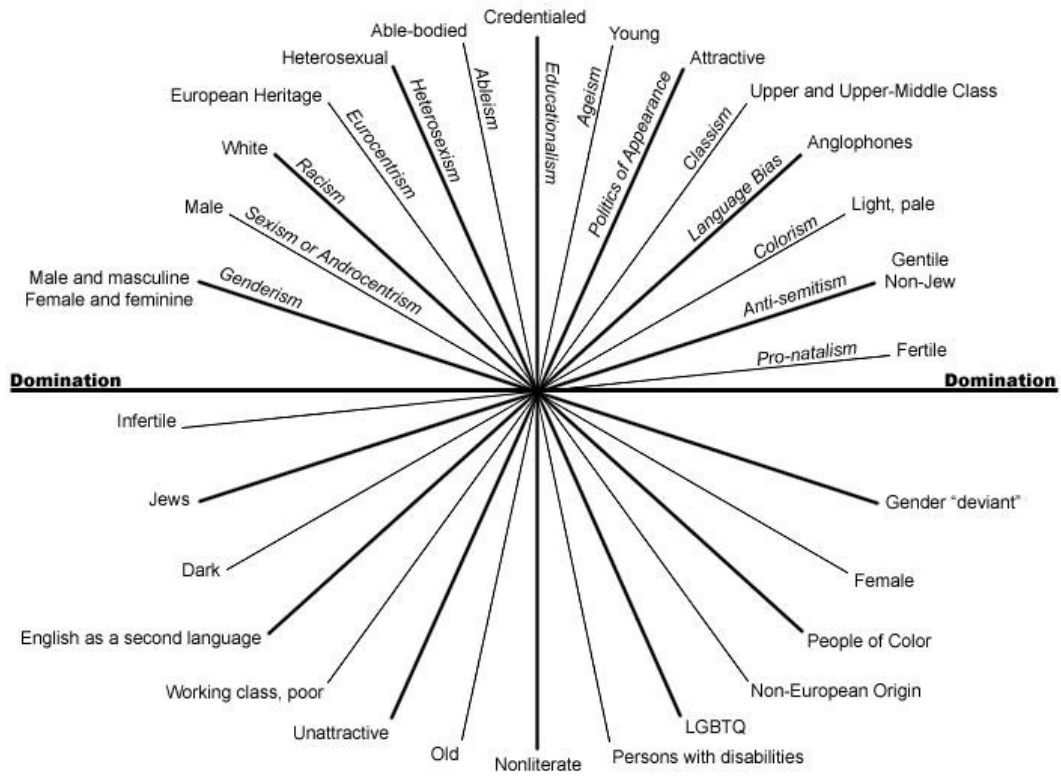 Credentialed
Able-bodied
Young
Heterosexual
Attractive
European Heritage
Upper and Upper-Middle Class
White
Anglophones
Male
Light, pale
Male and masculine
Female and feminine
Gentile
Non-Jew
Fertile
Genderism
Sexism or Androcentrism
Racism
Eurocentrism
Heterosexism
Ableism
Educationalism
Ageism
Politics of Appearance
Classism
Language Bias
Colorism
Anti-semitism
Pro-natalism
Domination
Domination
Infertile
Jews
Gender “deviant”
Dark
Female
English as a second language
People of Color
Working class, poor
Non-European Origin
Unattractive
LGBTQ
Old
Persons with disabilities
Nonliterate